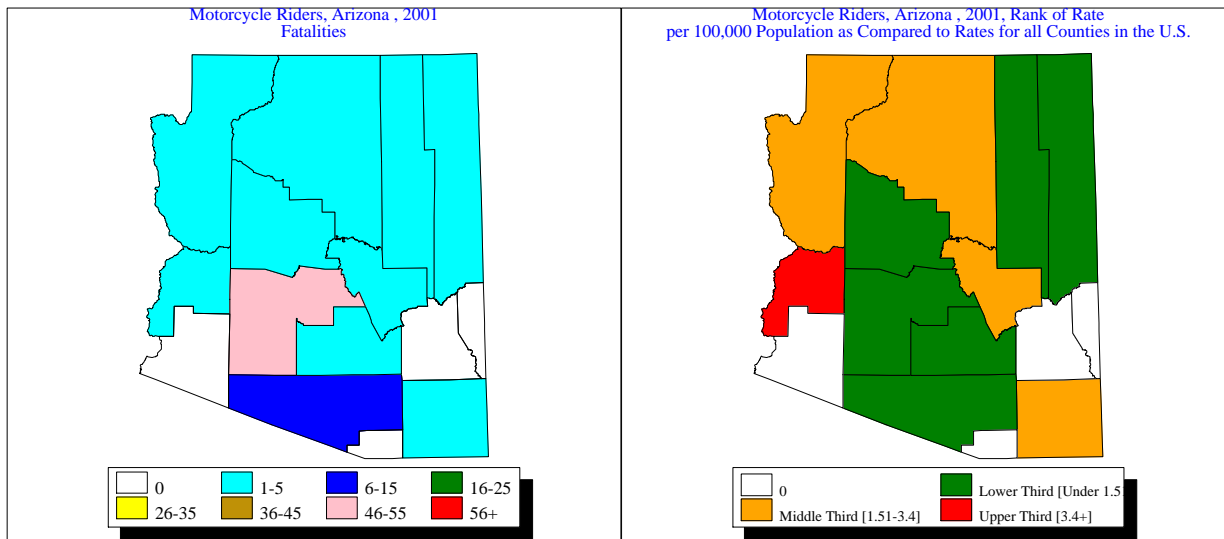 Motorcycle Riders, Arizona , 2001
Fatalities
0
1-5
6-15
16-25
26-35
36-45
46-55
56+
Motorcycle Riders, Arizona , 2001, Rank of Rate
per 100,000 Population as Compared to Rates for all Counties in the U.S.
0
Lower Third [Under 1.51
Middle Third [1.51-3.4]
Upper Third [3.4+]